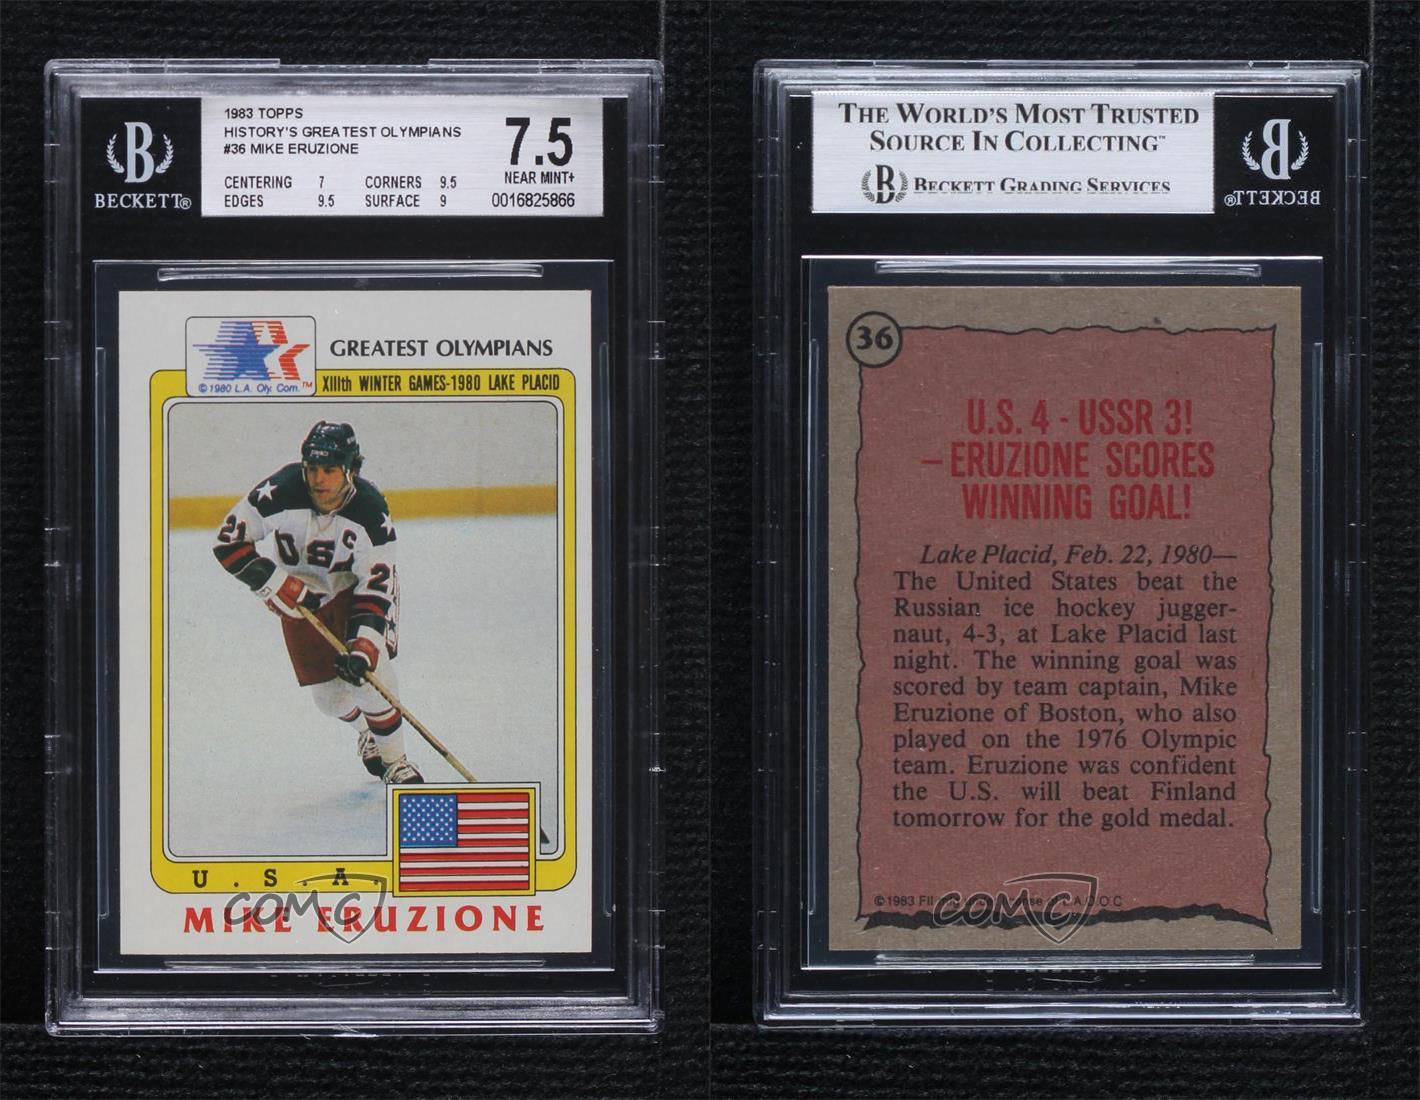 1983 TOPPS
HISTORY'S GREATEST OLYMPIANS
#36 MIKE ERUZIONE
7.5
NEAR MINT+
CENTERING 7 CORNERS 9.5
EDGES 9.5 SURFACE 9
0016825866
B
BECKETT®
GREATEST OLYMPIANS
© 1980 L.A. Oly. Com.™
XIIIth WINTER GAMES-1980 LAKE PLACID
21
USA
C
2
U.S.A.
MIKE ERUZIONE
COMC
THE WORLD'S MOST TRUSTED
SOURCE IN COLLECTING™
B BECKETT GRADING SERVICES
B
BECKETT®
36
U.S. 4 - USSR 3!
– ERUZIONE SCORES
WINNING GOAL!
Lake Placid, Feb. 22, 1980—
The United States beat the
Russian ice hockey jugger-
naut, 4-3, at Lake Placid last
night. The winning goal was
scored by team captain, Mike
Eruzione of Boston, who also
played on the 1976 Olympic
team. Eruzione was confident
the U.S. will beat Finland
tomorrow for the gold medal.
© 1983 L.A.O.O.C
COMC